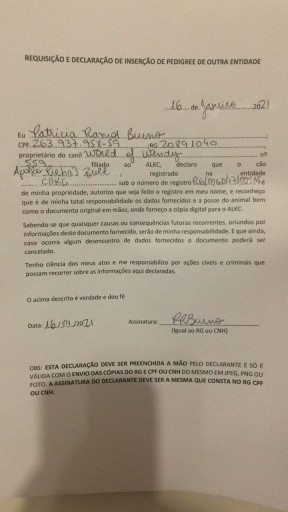 REQUISIÇÃO E DECLARAÇÃO DE INSERÇÃO DE PEDIGREE DE OUTRA ENTIDADE
16 de Janeiro 2021
Eu Patricia Ramos Bueno
CPF 263.937.958-59 RG 20891040
proprietário do canil World of Wendy nº
555 filiado ao ALKC, declaro que o cão
Apollo Bull registrado na entidade
CBKC sob o número de registro
de minha propriedade, autorizo que seja feito o registro em meu nome, e reconheço
que é de minha total responsabilidade os dados fornecidos e a posse do animal bem
como o documento original em mãos, onde forneço a cópia digital para o ALKC.
Sabendo-se que quaisquer causas ou consequências futuras recorrentes, oriundos por
informações deste documento fornecido, serão de minha responsabilidade. E que ainda,
caso ocorra algum desencontro de dados fornecidos o documento poderá ser
cancelado.
Tenho ciência dos meus atos e me responsabilizo por ações cíveis e criminais que
possam recorrer sobre as informações aqui declaradas.
O acima descrito é verdade e dou fé
Data: 16/01/2021 Assinatura: PRBueno
(Igual ao RG ou CNH)
OBS: ESTA DECLARAÇÃO DEVE SER PREENCHIDA A MÃO PELO DECLARANTE E SÓ É
VÁLIDA COM O ENVIO DAS CÓPIAS DO RG E CPF OU CNH DO MESMO EM JPEG, PNG OU
FOTO. A ASSINATURA DO DECLARANTE DEVE SER A MESMA QUE CONSTA NO RG CPF
OU CNH.